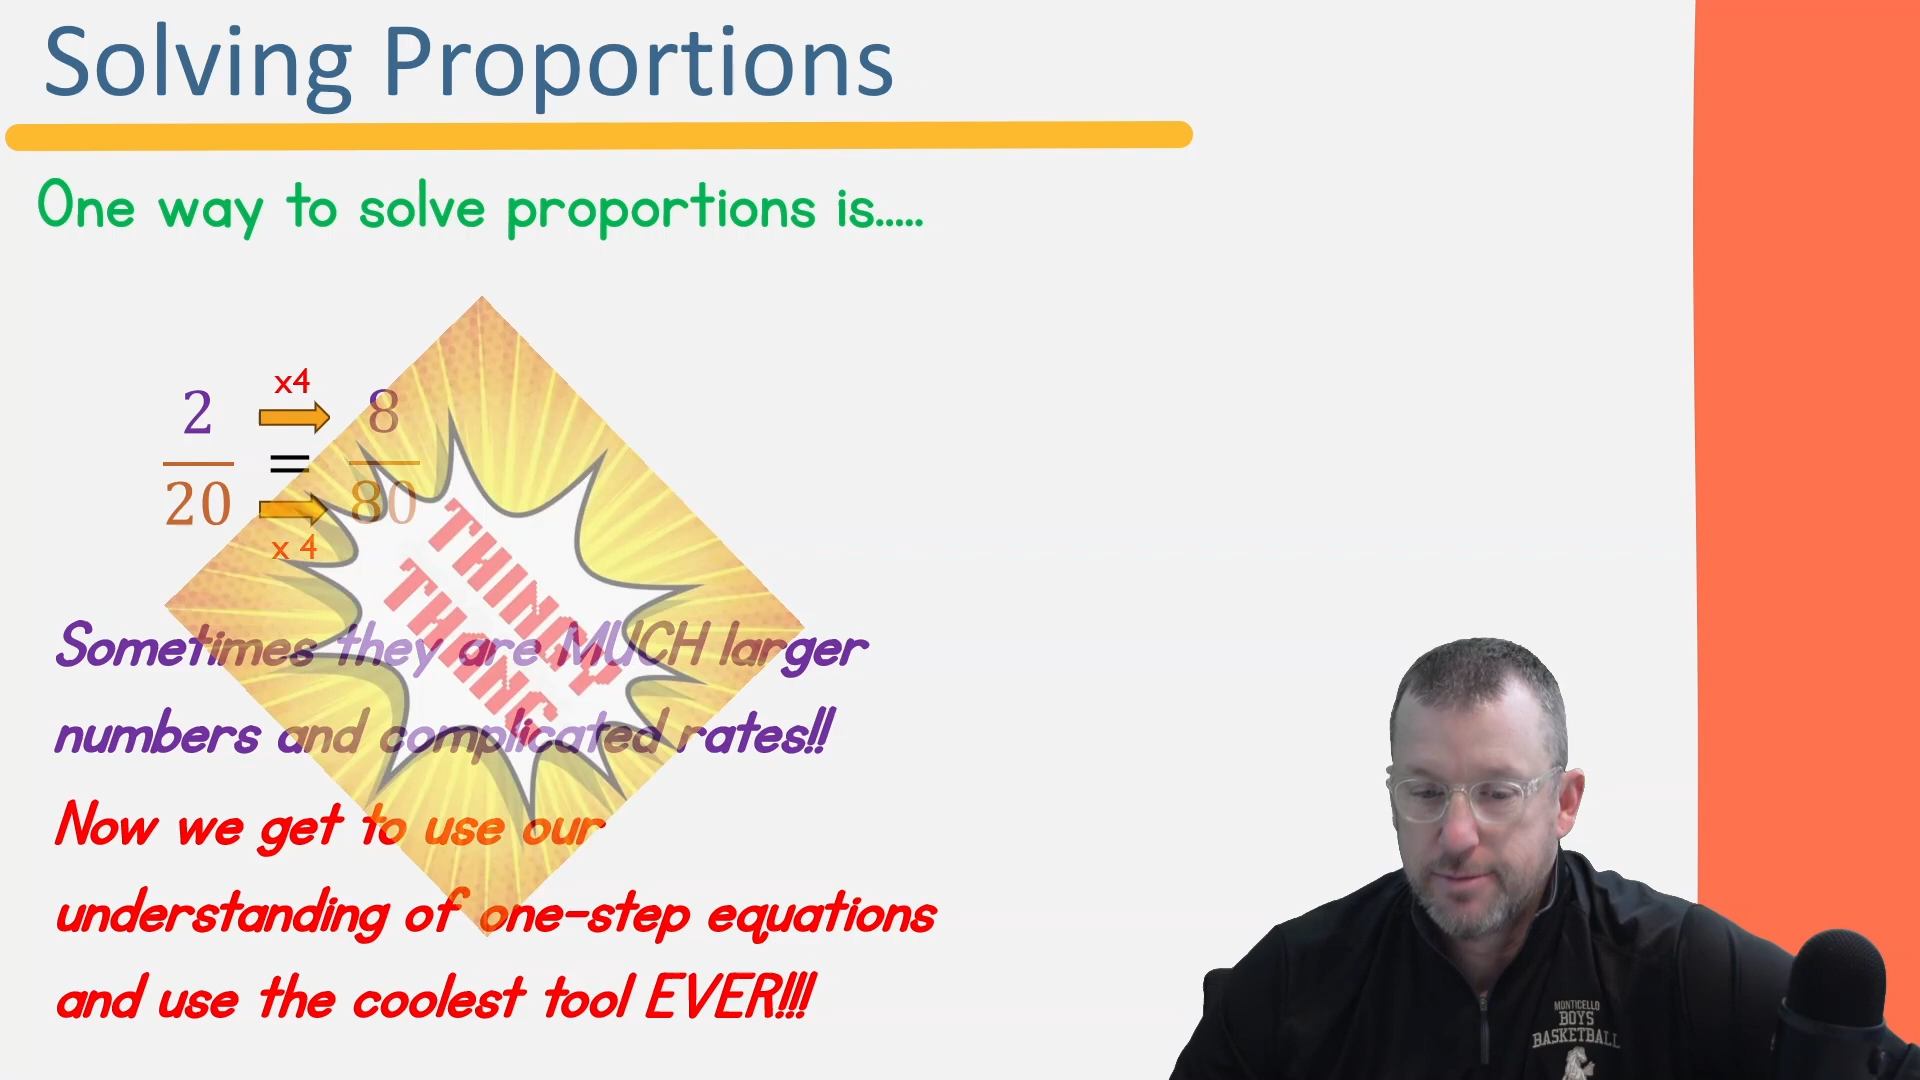 Solving Proportions
One way to solve proportions is.....
x4
2 8
=
20 80
x 4
THINGY
THONG
Sometimes they are MUCH larger
numbers and complicated rates!!
Now we get to use our
understanding of one-step equations
and use the coolest tool EVER!!!
MONTICELLO
BOYS
BASKETBALL